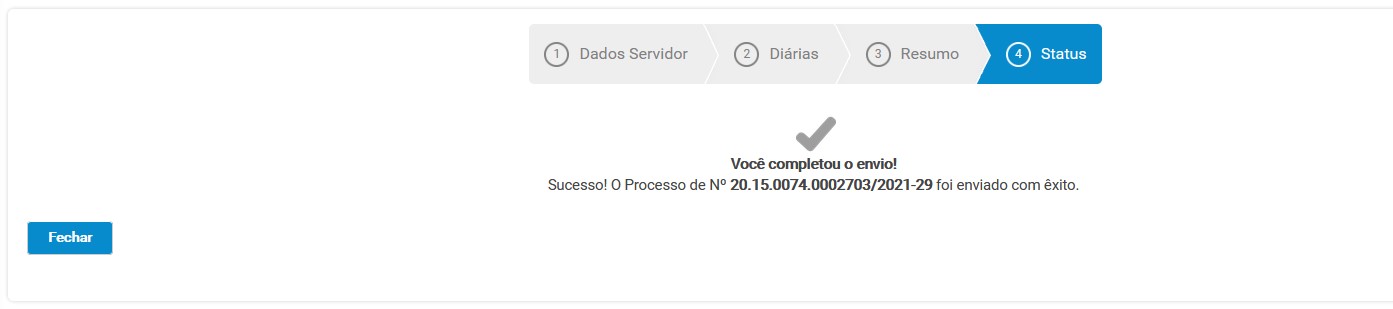 1 Dados Servidor 2 Diárias 3 Resumo 4 Status
Você completou o envio!
Sucesso! O Processo de Nº 20.15.0074.0002703/2021-29 foi enviado com êxito.
Fechar